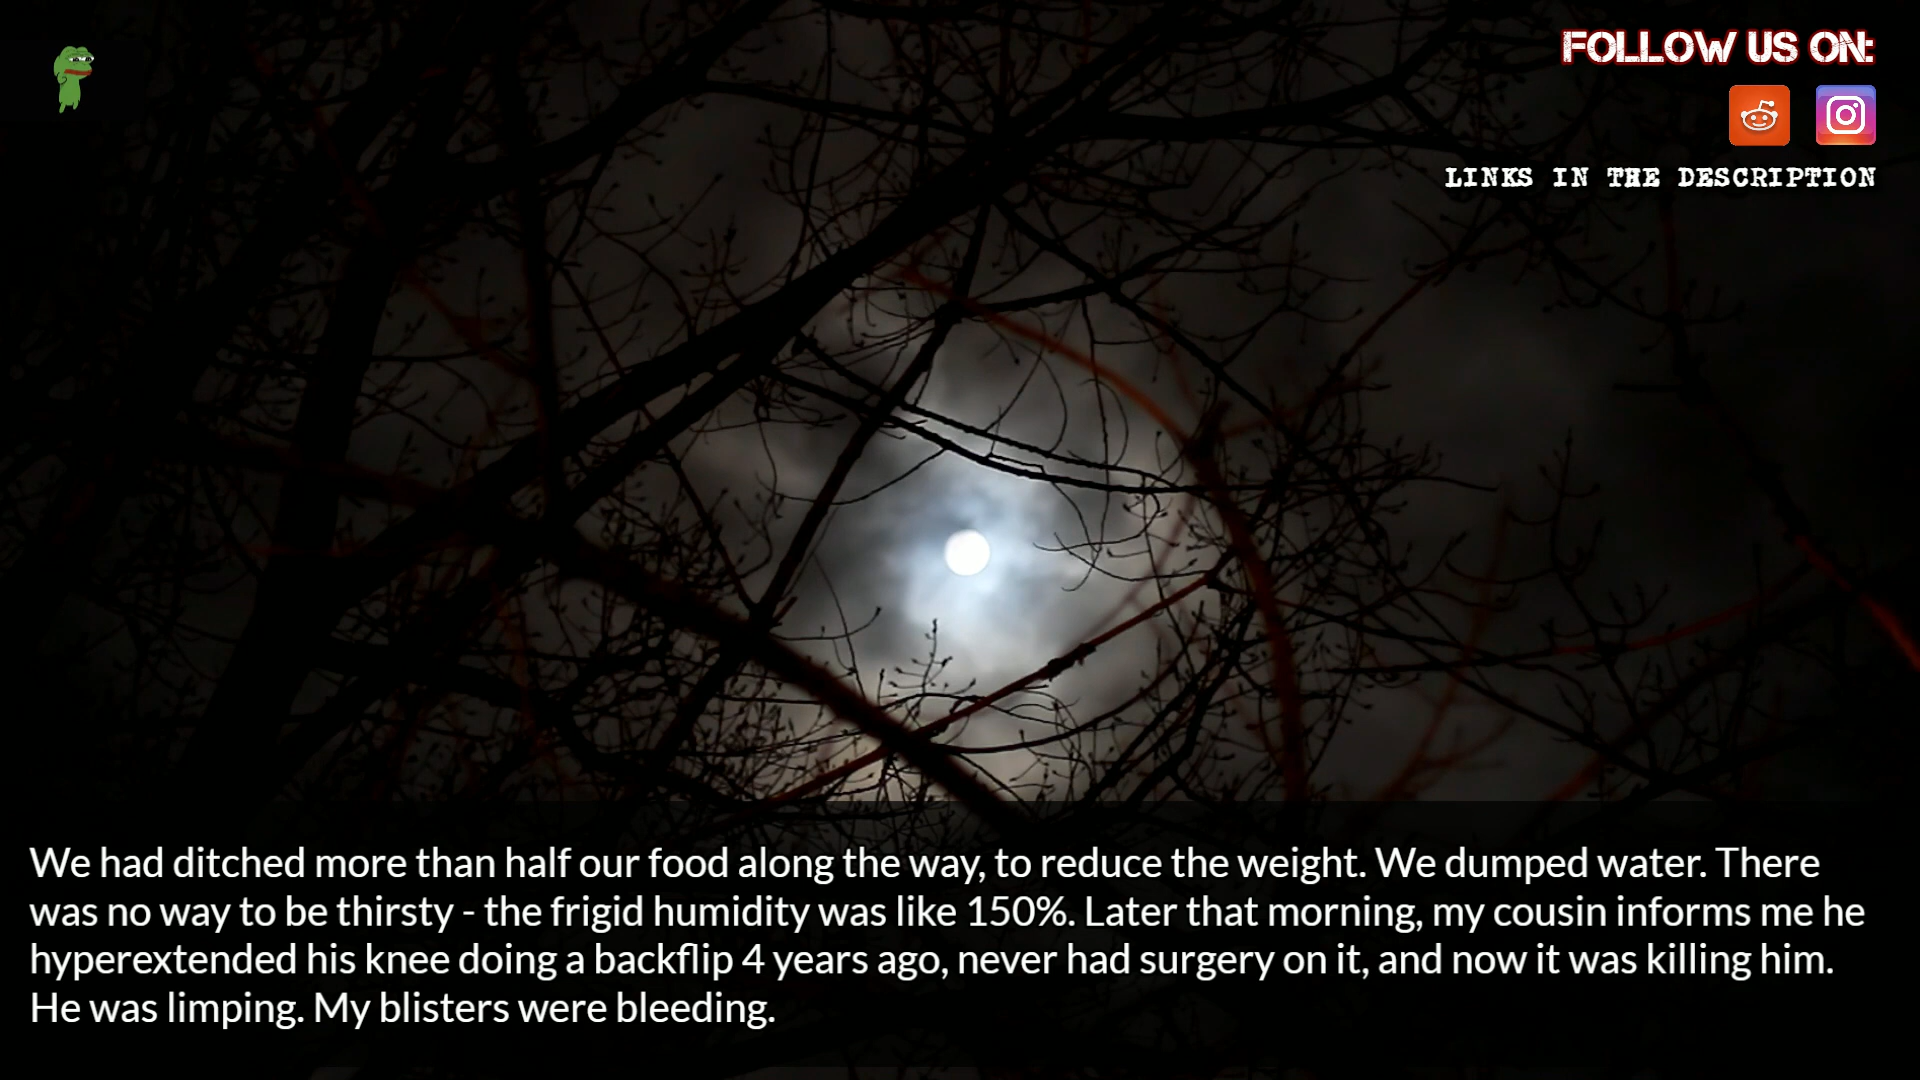 FOLLOW US ON:
LINKS IN THE DESCRIPTION
We had ditched more than half our food along the way, to reduce the weight. We dumped water. There
was no way to be thirsty - the frigid humidity was like 150%. Later that morning, my cousin informs me he
hyperextended his knee doing a backflip 4 years ago, never had surgery on it, and now it was killing him.
He was limping. My blisters were bleeding.